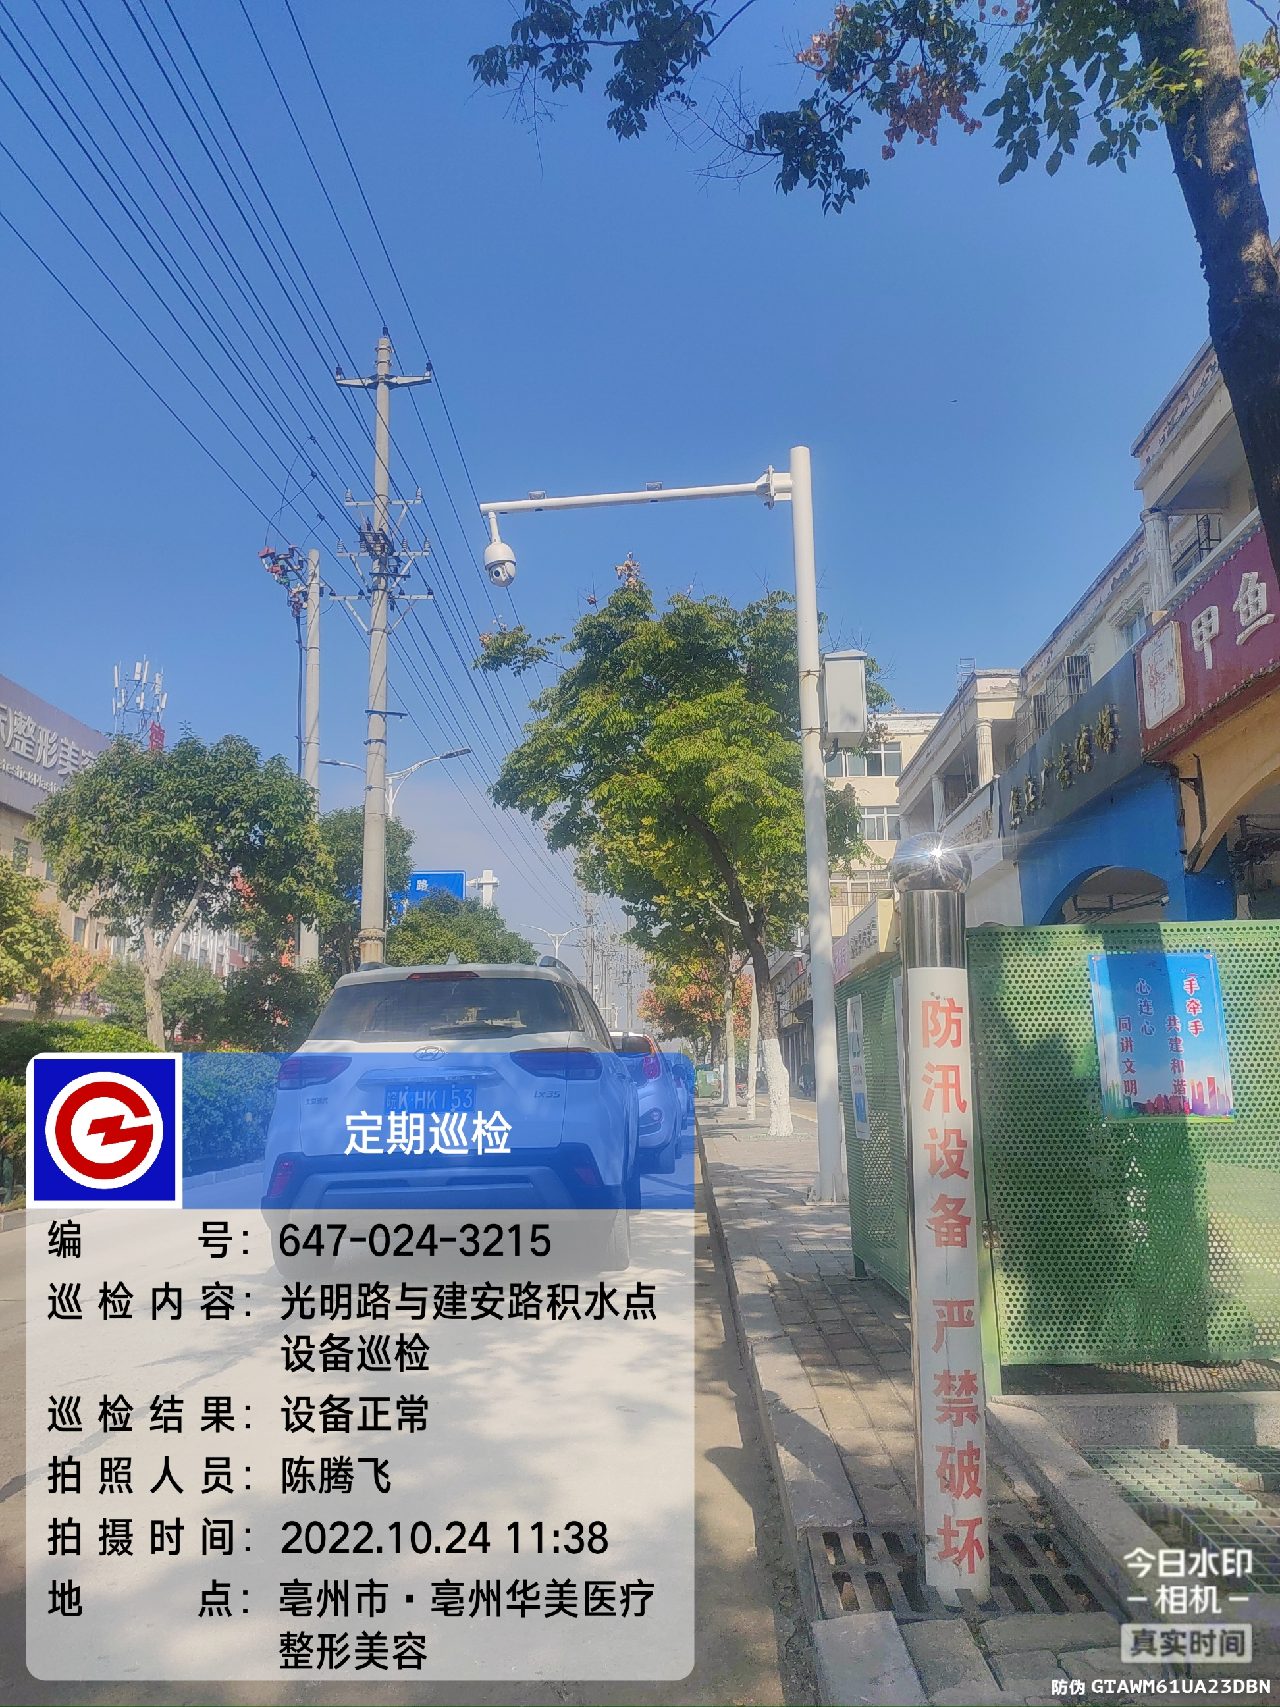 整形美容
路
甲鱼
防汛设备 严禁破坏
手牵手
心连心
共建和谐
同讲文明
HK153
ix35
定期巡检
编号：647-024-3215
巡检内容：光明路与建安路积水点
设备巡检
巡检结果：设备正常
拍照人员：陈腾飞
拍摄时间：2022.10.24 11:38
地点：亳州市·亳州华美医疗
整形美容
今日水印
相机
真实时间
防伪 GTAWM61UA23DBN